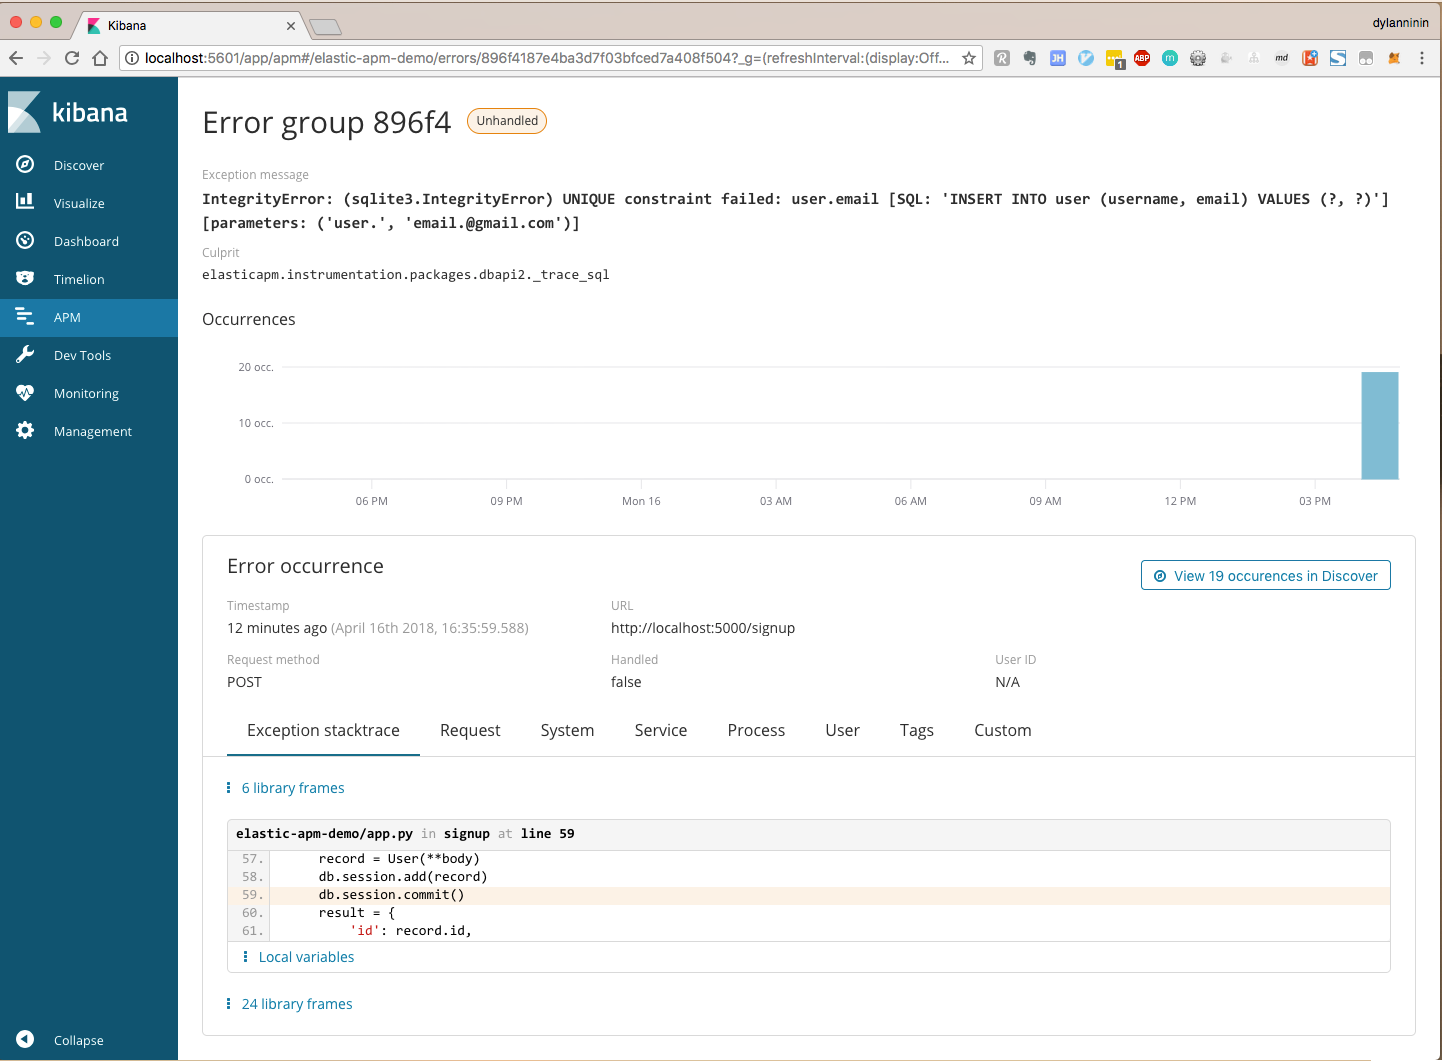 Kibana
dylanninin
localhost:5601/app/apm#/elastic-apm-demo/errors/896f4187e4ba3d7f03bfced7a408f504?_g=(refreshInterval:(display:Off...
JH
1
ABP
m
md
kibana
Discover
Visualize
Dashboard
Timelion
APM
Dev Tools
Monitoring
Management
Collapse
Error group 896f4 Unhandled
Exception message
IntegrityError: (sqlite3.IntegrityError) UNIQUE constraint failed: user.email [SQL: 'INSERT INTO user (username, email) VALUES (?, ?)']
[parameters: ('user.', 'email.@gmail.com')]
Culprit
elasticapm.instrumentation.packages.dbapi2._trace_sql
Occurrences
20 occ.
10 occ.
0 occ.
06 PM 09 PM Mon 16 03 AM 06 AM 09 AM 12 PM 03 PM
Error occurrence
View 19 occurences in Discover
Timestamp URL
12 minutes ago (April 16th 2018, 16:35:59.588) http://localhost:5000/signup
Request method Handled User ID
POST false N/A
Exception stacktrace Request System Service Process User Tags Custom
6 library frames
elastic-apm-demo/app.py in signup at line 59
57. record = User(**body)
58. db.session.add(record)
59. db.session.commit()
60. result = {
61. 'id': record.id,
Local variables
24 library frames